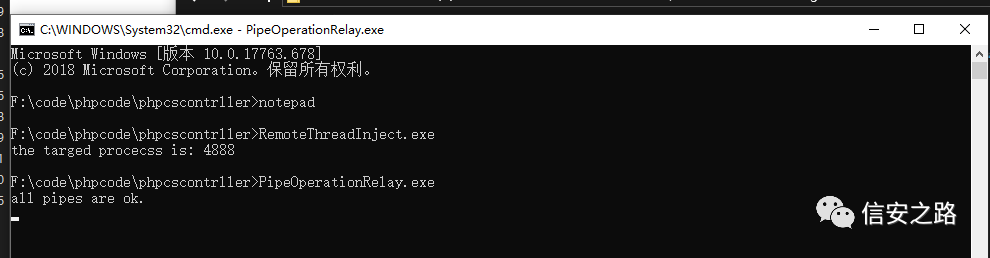 C:\WINDOWS\System32\cmd.exe - PipeOperationRelay.exe
Microsoft Windows [版本 10.0.17763.678]
(c) 2018 Microsoft Corporation。保留所有权利。
F:\code\phpcode\phpcscontrller>notepad
F:\code\phpcode\phpcscontrller>RemoteThreadInject.exe
the targed procecss is: 4888
F:\code\phpcode\phpcscontrller>PipeOperationRelay.exe
all pipes are ok.
信安之路